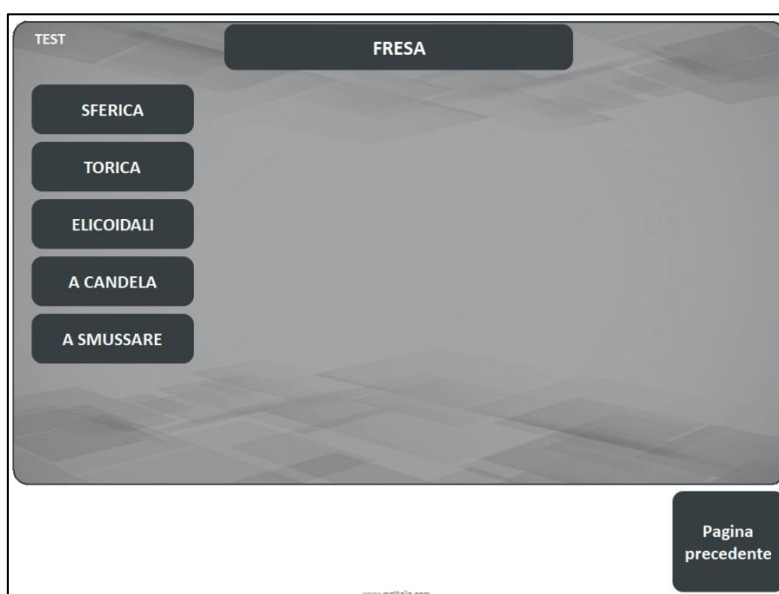 TEST
FRESA
SFERICA
TORICA
ELICOIDALI
A CANDELA
A SMUSSARE
Pagina
precedente